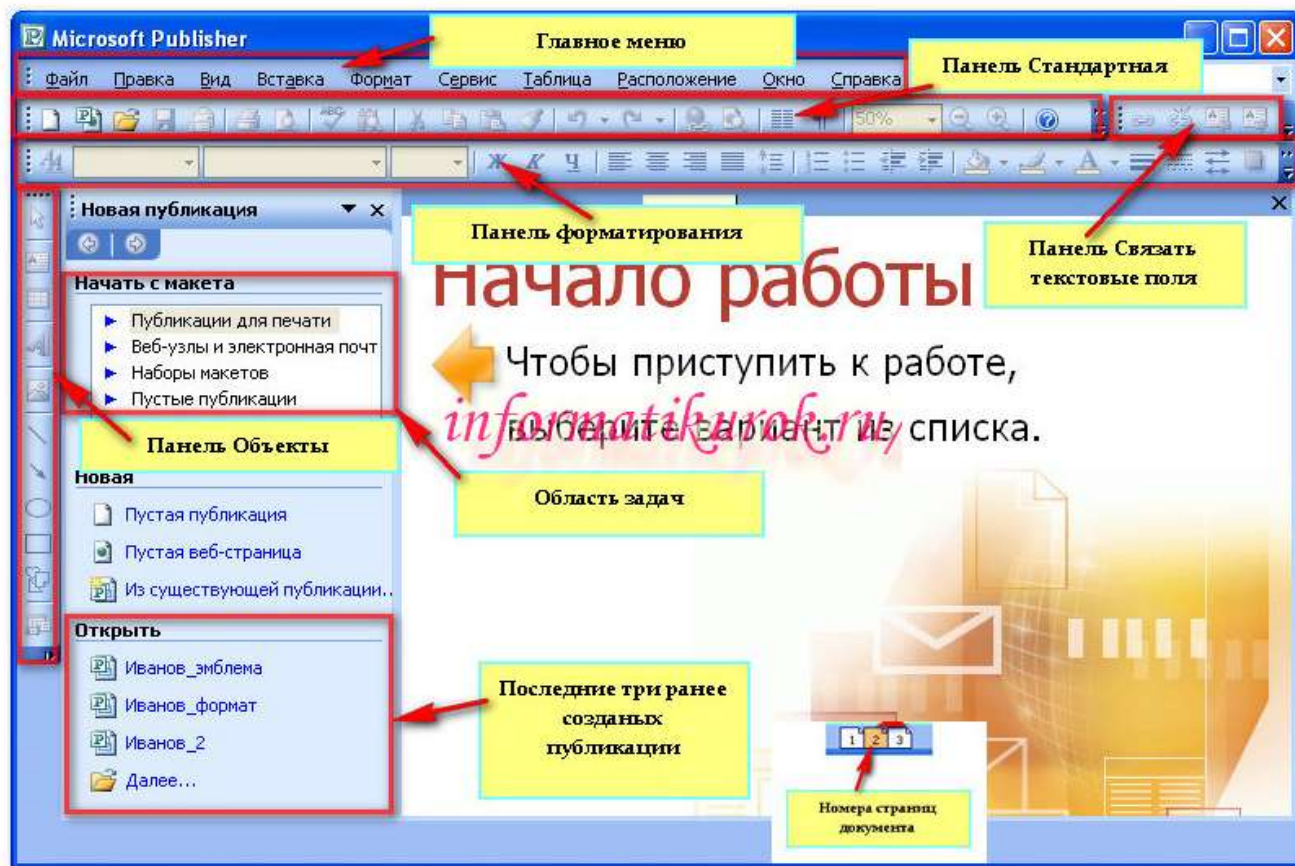 Microsoft Publisher
Главное меню
Файл Правка Вид Вставка Формат Сервис Таблица Расположение Окно Справка
Панель Стандартная
50%
Ж К Ч
Новая публикация
Панель форматирования
Панель Связать
текстовые поля
Начать с макета
Публикации для печати
Веб-узлы и электронная почт
Наборы макетов
Пустые публикации
Начало работы
Чтобы приступить к работе,
выберите вариант из списка.
informatikurok.ru
Панель Объекты
Область задач
Новая
Пустая публикация
Пустая веб-страница
Из существующей публикации..
Открыть
Иванов_эмблема
Иванов_формат
Иванов_2
Далее...
Последние три ранее
созданых
публикации
1 2 3
Номера страниц
документа